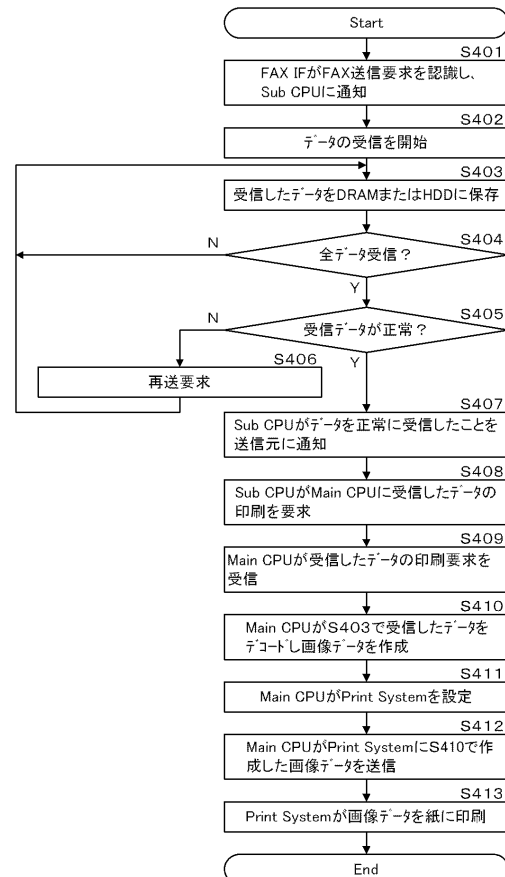 Start
S401
FAX IFがFAX送信要求を認識し、
Sub CPUに通知
S402
データの受信を開始
S403
受信したデータをDRAMまたはHDDに保存
S404
全データ受信？
N
Y
S405
受信データが正常？
N
Y
S406
再送要求
S407
Sub CPUがデータを正常に受信したことを
送信元に通知
S408
Sub CPUがMain CPUに受信したデータの
印刷を要求
S409
Main CPUが受信したデータの印刷要求を
受信
S410
Main CPUがS403で受信したデータを
デコードし画像データを作成
S411
Main CPUがPrint Systemを設定
S412
Main CPUがPrint SystemにS410で作
成した画像データを送信
S413
Print Systemが画像データを紙に印刷
End